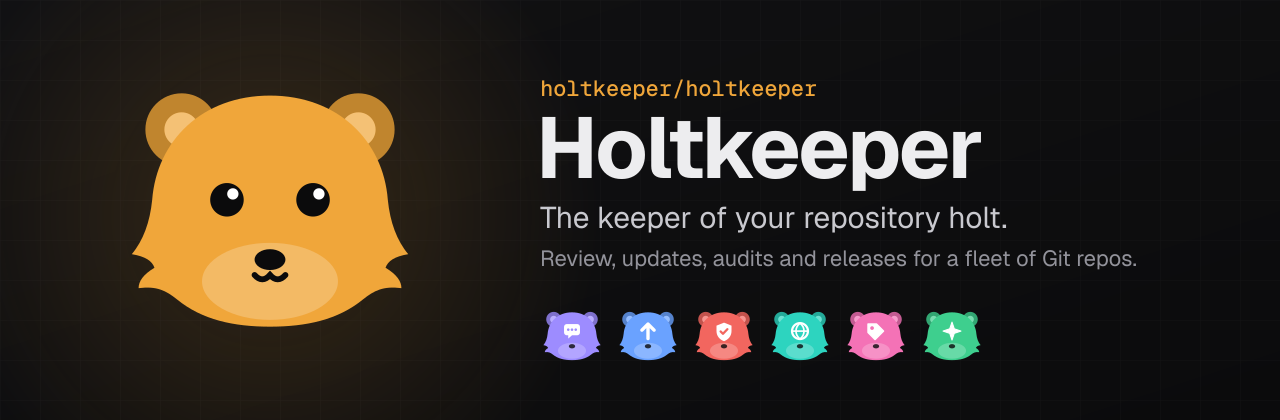 holtkeeper/holtkeeper
Holtkeeper
The keeper of your repository holt.
Review, updates, audits and releases for a fleet of Git repos.